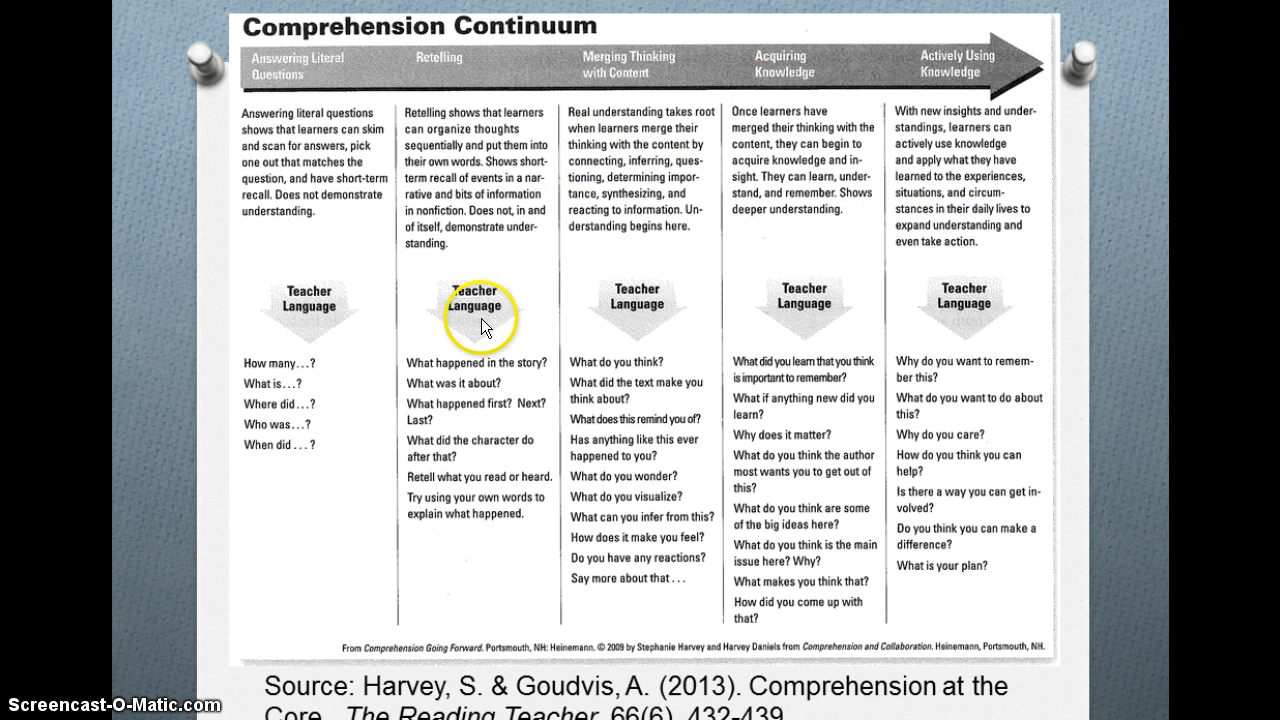 Comprehension Continuum
Answering Literal
Questions
Retelling
Merging Thinking
with Content
Acquiring
Knowledge
Actively Using
Knowledge
Answering literal questions
shows that learners can skim
and scan for answers, pick
one out that matches the
question, and have short-term
recall. Does not demonstrate
understanding.
Retelling shows that learners
can organize thoughts
sequentially and put them into
their own words. Shows short-
term recall of events in a nar-
rative and bits of information
in nonfiction. Does not, in and
of itself, demonstrate under-
standing.
Real understanding takes root
when learners merge their
thinking with the content by
connecting, inferring, ques-
tioning, determining impor-
tance, synthesizing, and
reacting to information. Un-
derstanding begins here.
Once learners have
merged their thinking with the
content, they can begin to
acquire knowledge and in-
sight. They can learn, under-
stand, and remember. Shows
deeper understanding.
With new insights and under-
standings, learners can
actively use knowledge
and apply what they have
learned to the experiences,
situations, and circum-
stances in their daily lives to
expand understanding and
even take action.
Teacher
Language
Teacher
Language
Teacher
Language
Teacher
Language
Teacher
Language
How many...?
What is...?
Where did...?
Who was...?
When did ...?
What happened in the story?
What was it about?
What happened first? Next?
Last?
What did the character do
after that?
Retell what you read or heard.
Try using your own words to
explain what happened.
What do you think?
What did the text make you
think about?
What does this remind you of?
Has anything like this ever
happened to you?
What do you wonder?
What do you visualize?
What can you infer from this?
How does it make you feel?
Do you have any reactions?
Say more about that ...
What did you learn that you think
is important to remember?
What if anything new did you
learn?
Why does it matter?
What do you think the author
most wants you to get out of
this?
What do you think are some
of the big ideas here?
What do you think is the main
issue here? Why?
What makes you think that?
How did you come up with
that?
Why do you want to remem-
ber this?
What do you want to do about
this?
Why do you care?
How do you think you can
help?
Is there a way you can get in-
volved?
Do you think you can make a
difference?
What is your plan?
From Comprehension Going Forward. Portsmouth, NH: Heinemann. © 2009 by Stephanie Harvey and Harvey Daniels from Comprehension and Collaboration. Heinemann, Portsmouth, NH.
Source: Harvey, S. & Goudvis, A. (2013). Comprehension at the
Core. The Reading Teacher, 66(6), 432-439
Screencast-O-Matic.com